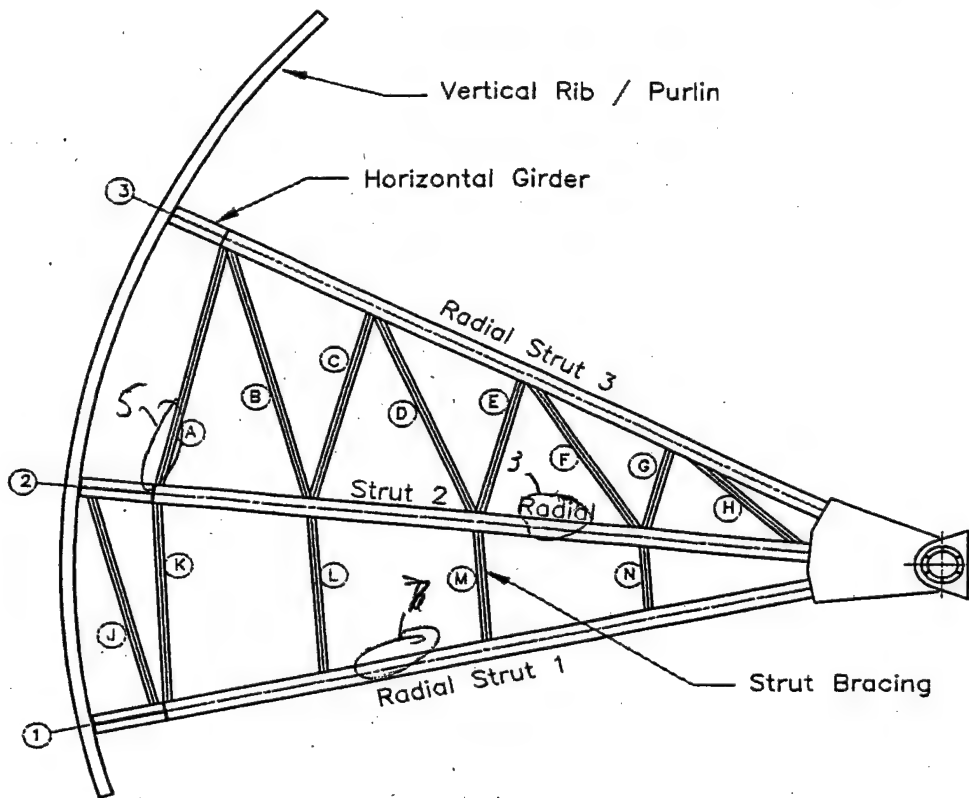 Vertical Rib / Purlin
Horizontal Girder
3
Radial Strut 3
C
B
E
D
5
A
F
G
3
2
Strut 2
Radial
H
K
L
M
N
J
Radial Strut 1
Strut Bracing
1